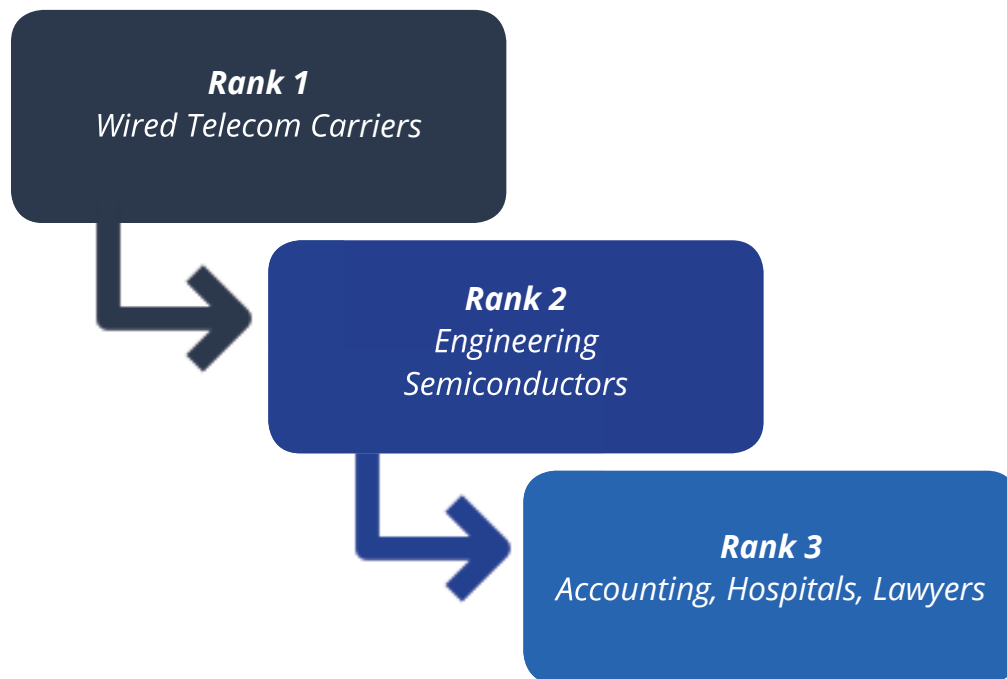 Rank 1
Wired Telecom Carriers
Rank 2
Engineering
Semiconductors
Rank 3
Accounting, Hospitals, Lawyers